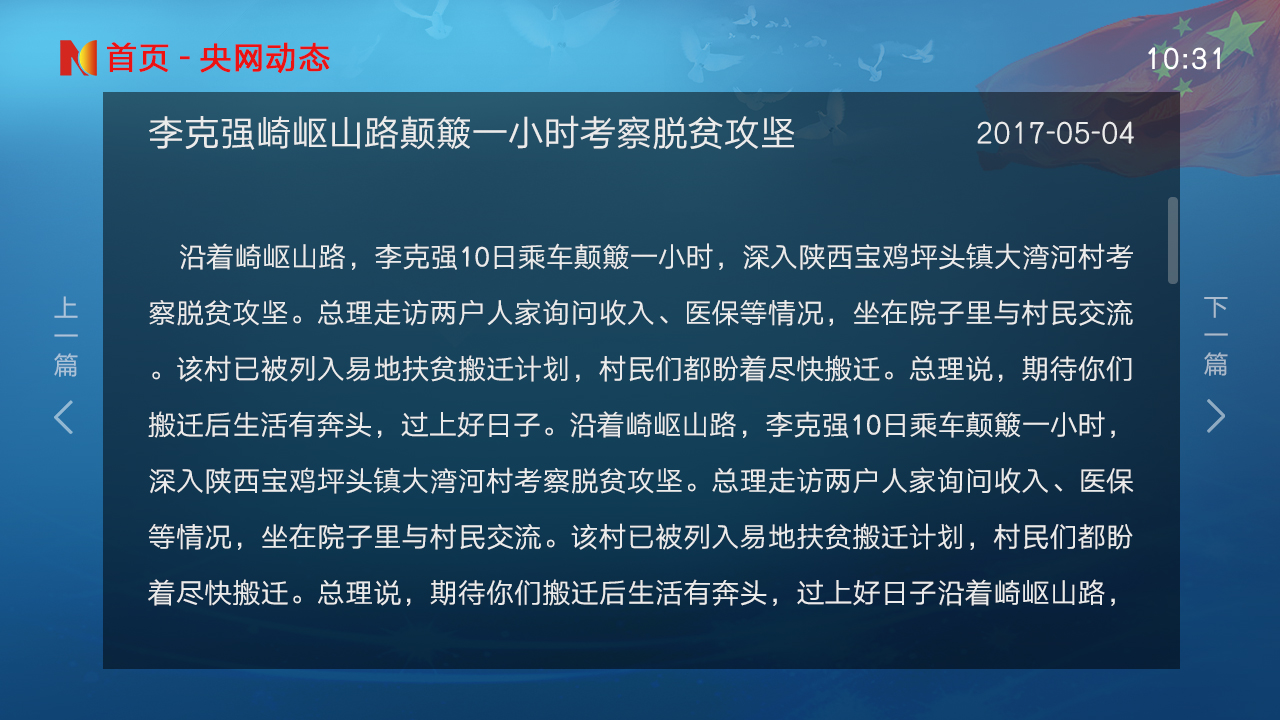 首页 - 央网动态
10:31
李克强崎岖山路颠簸一小时考察脱贫攻坚
2017-05-04
沿着崎岖山路，李克强10日乘车颠簸一小时，深入陕西宝鸡坪头镇大湾河村考
察脱贫攻坚。总理走访两户人家询问收入、医保等情况，坐在院子里与村民交流
。该村已被列入易地扶贫搬迁计划，村民们都盼着尽快搬迁。总理说，期待你们
搬迁后生活有奔头，过上好日子。沿着崎岖山路，李克强10日乘车颠簸一小时，
深入陕西宝鸡坪头镇大湾河村考察脱贫攻坚。总理走访两户人家询问收入、医保
等情况，坐在院子里与村民交流。该村已被列入易地扶贫搬迁计划，村民们都盼
着尽快搬迁。总理说，期待你们搬迁后生活有奔头，过上好日子沿着崎岖山路，
上一篇
下一篇